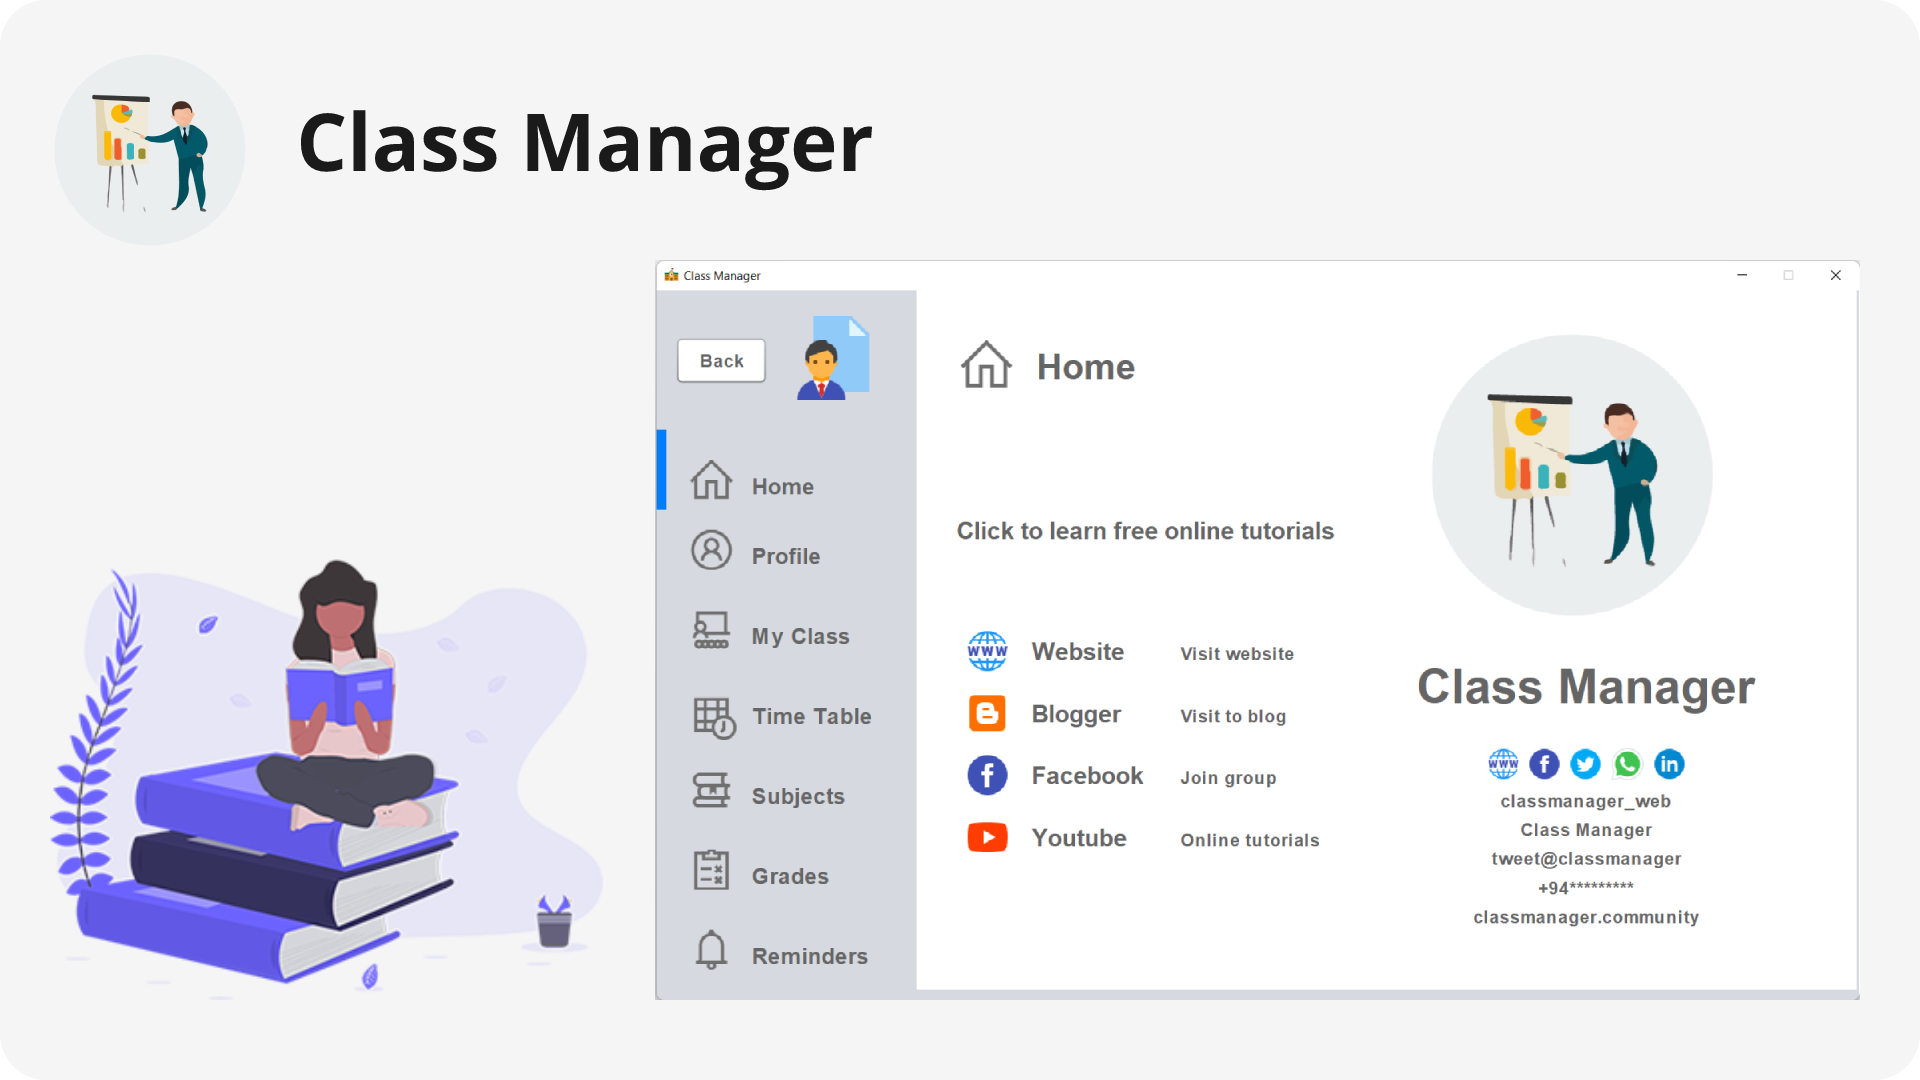 Class Manager
Class Manager
Back
Home
Profile
My Class
Time Table
Subjects
Grades
Reminders
Home
Click to learn free online tutorials
WWW Website Visit website
Blogger Visit to blog
Facebook Join group
Youtube Online tutorials
Class Manager
WWW f in
classmanager_web
Class Manager
tweet@classmanager
+94*********
classmanager.community